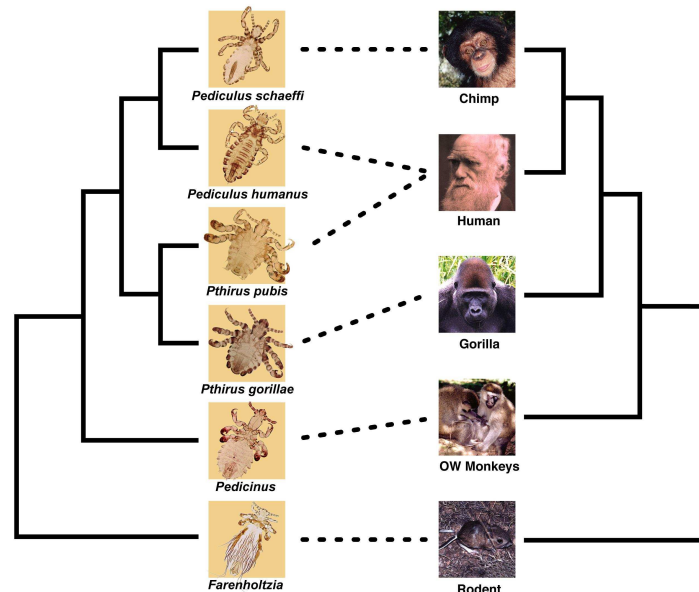 Pediculus schaeffi
Chimp
Pediculus humanus
Human
Pthirus pubis
Pthirus gorillae
Gorilla
Pedicinus
OW Monkeys
Farenholtzia
Rodent